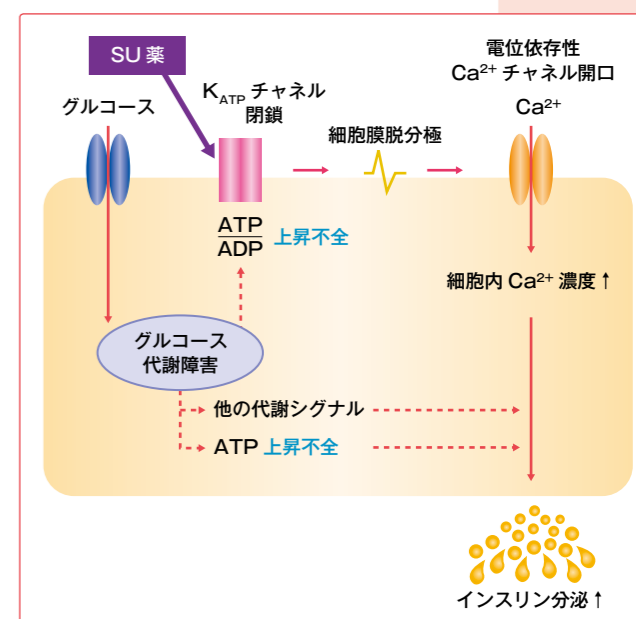 SU 薬
グルコース
K_ATP チャネル
閉鎖
細胞膜脱分極
電位依存性
Ca²⁺ チャネル開口
Ca²⁺
ATP
ADP
上昇不全
細胞内 Ca²⁺ 濃度↑
グルコース
代謝障害
他の代謝シグナル
ATP 上昇不全
インスリン分泌↑